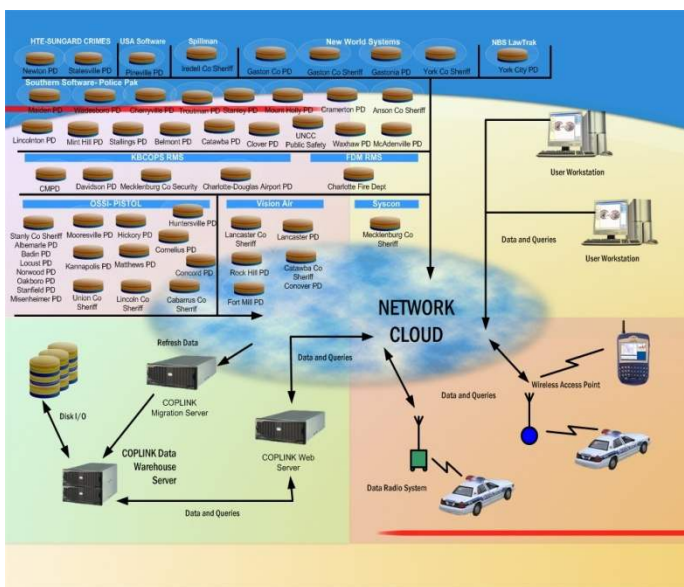 HTE-SUNGARD CRIMES
USA Software
Spillman
New World Systems
NBS LawTrak
Newton PD
Statesville PD
Pineville PD
Iredell Co Sheriff
Gaston Co PD
Gaston Co Sheriff
Gastonia PD
York Co Sheriff
York City PD
Southern Software- Police Pak
Maiden PD
Wadesboro PD
Cherryville PD
Troutman PD
Stanley PD
Mount Holly PD
Cramerton PD
Anson Co Sheriff
Lincolnton PD
Mint Hill PD
Stallings PD
Belmont PD
Catawba PD
Clover PD
UNCC
Public Safety
Waxhaw PD
McAdenville PD
KBCOPS RMS
FDM RMS
CMPD
Davidson PD
Mecklenburg Co Security
Charlotte-Douglas Airport PD
Charlotte Fire Dept
OSSI- PISTOL
Stanly Co Sheriff
Albemarle PD
Badin PD
Locust PD
Norwood PD
Oakboro PD
Stanfield PD
Misenheimer PD
Mooresville PD
Hickory PD
Huntersville PD
Cornelius PD
Kannapolis PD
Matthews PD
Concord PD
Union Co
Sheriff
Lincoln Co
Sheriff
Cabarrus Co
Sheriff
Vision Air
Lancaster Co
Sheriff
Lancaster PD
Rock Hill PD
Catawba Co
Sheriff
Conover PD
Fort Mill PD
Syscon
Mecklenburg Co
Sheriff
User Workstation
Data and Queries
User Workstation
NETWORK
CLOUD
Refresh Data
Data and Queries
Disk I/O
COPLINK
Migration Server
COPLINK Data
Warehouse
Server
COPLINK Web
Server
Data and Queries
Wireless Access Point
Data and Queries
Data Radio System